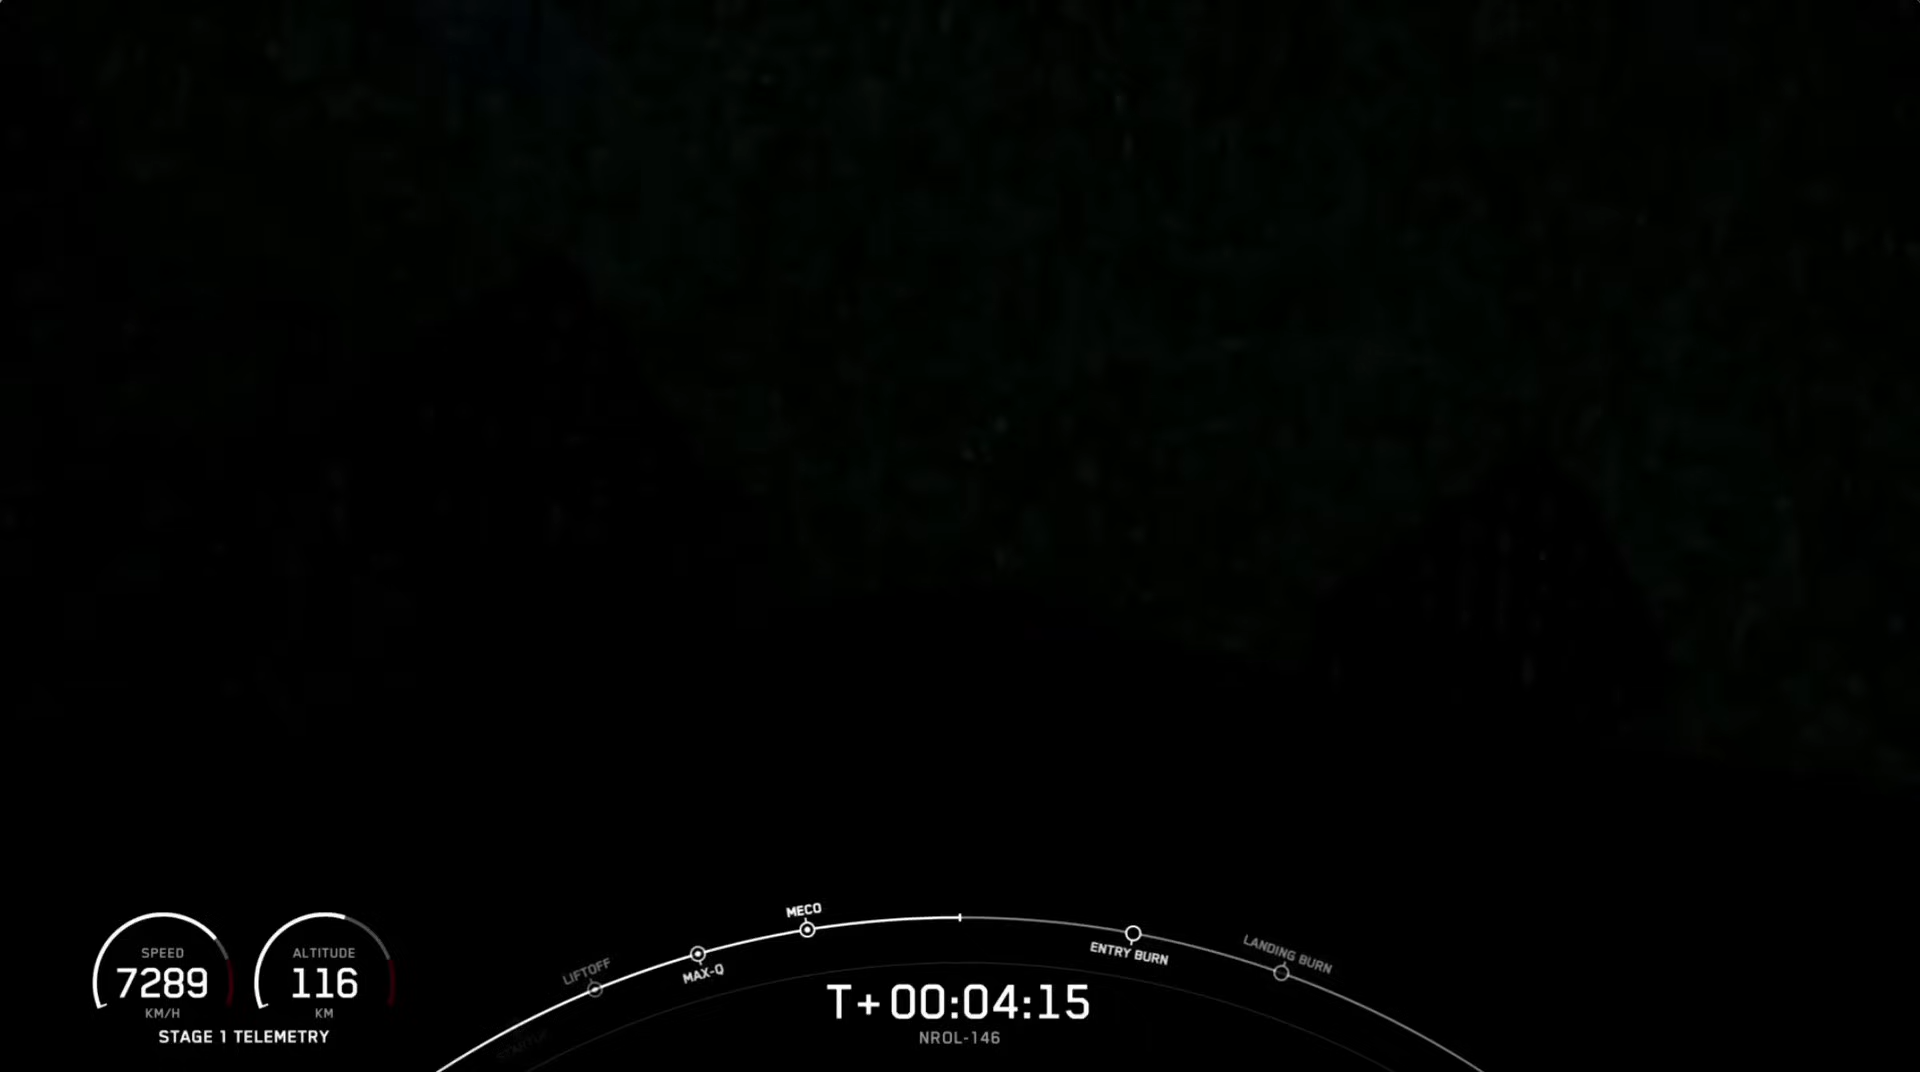 MECO
LIFTOFF
MAX-Q
ENTRY BURN
LANDING BURN
STARTUP
SPEED
7289
KM/H
ALTITUDE
116
KM
STAGE 1 TELEMETRY
T+00:04:15
NROL-146